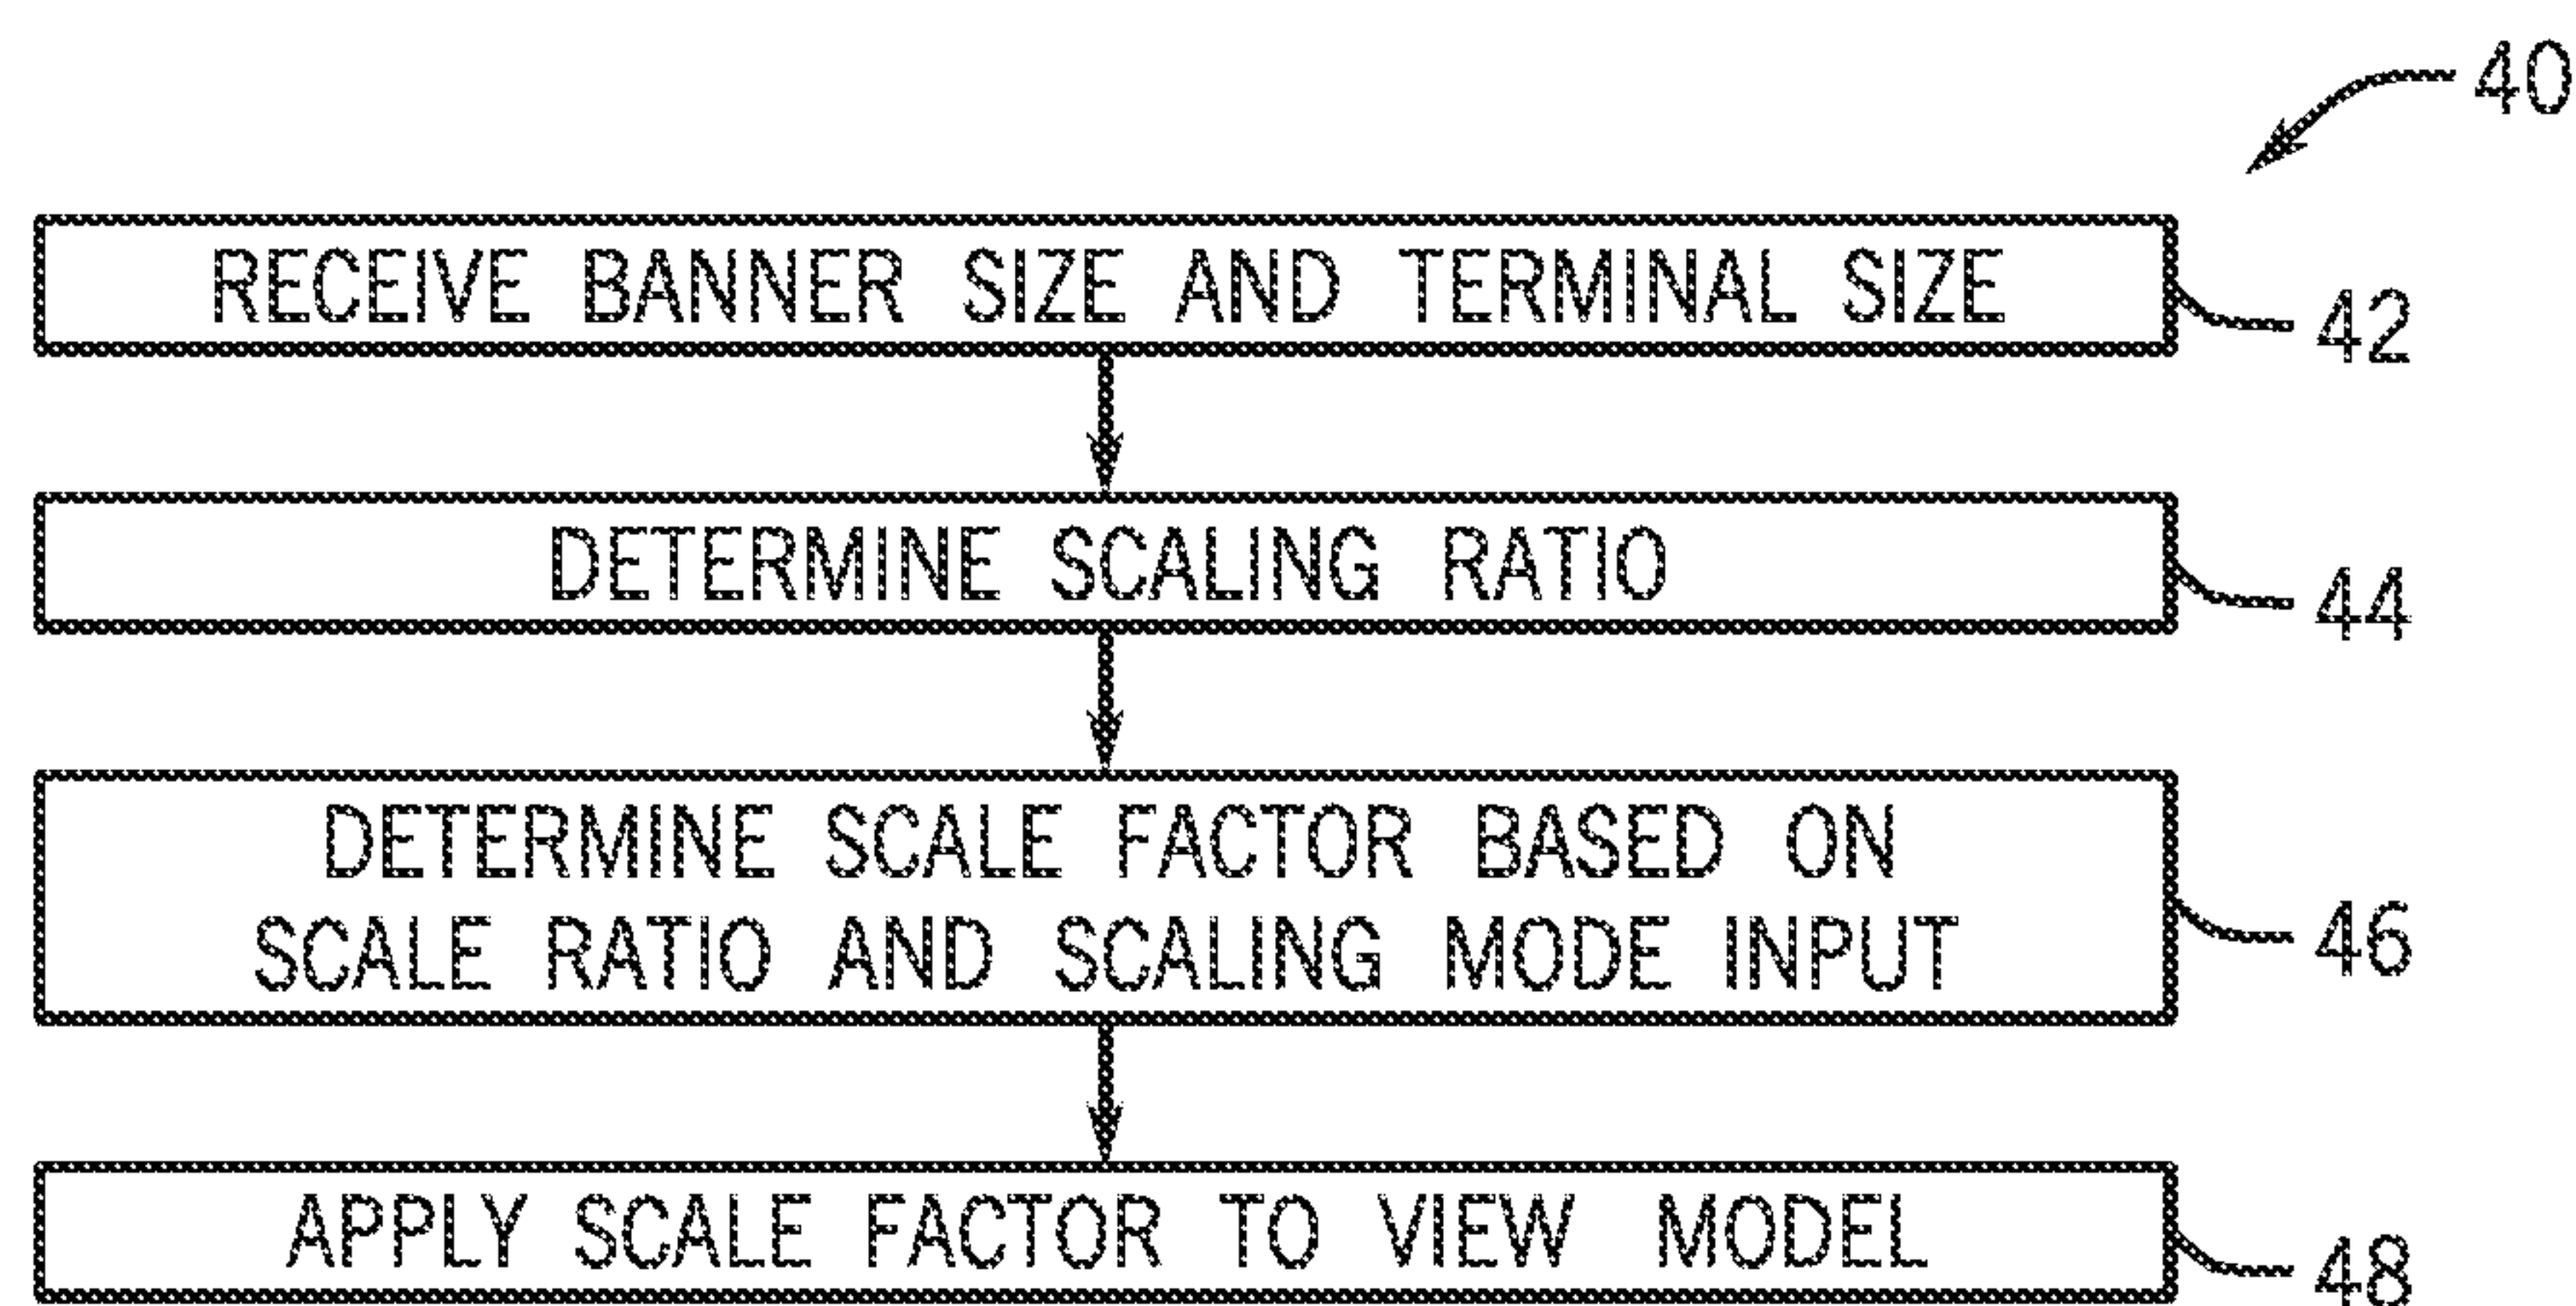 40
RECEIVE BANNER SIZE AND TERMINAL SIZE
42
DETERMINE SCALING RATIO
44
DETERMINE SCALE FACTOR BASED ON
SCALE RATIO AND SCALING MODE INPUT
46
APPLY SCALE FACTOR TO VIEW MODEL
48